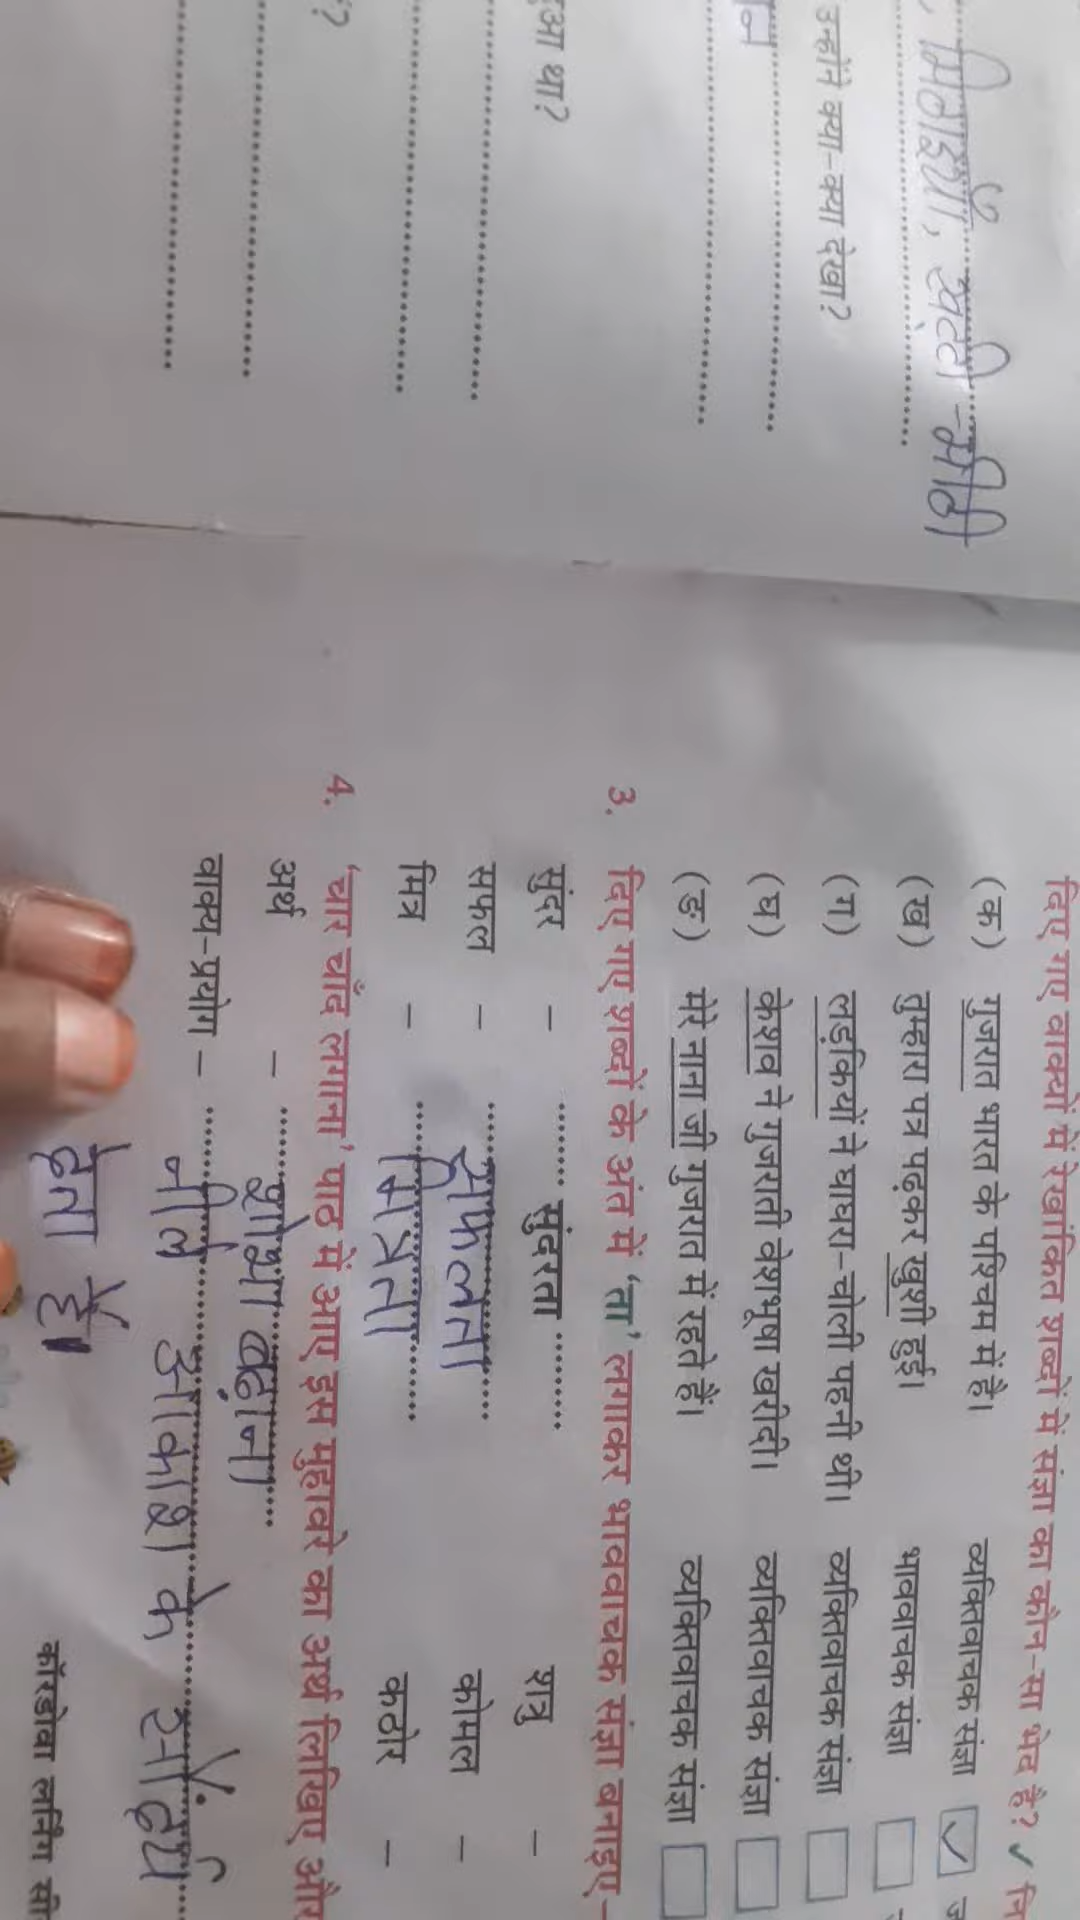 मिठाइयाँ, खट्टी-मीठी
उन्होंने क्या-क्या देखा?
हुआ था?
दिए गए वाक्यों में रेखांकित शब्दों में संज्ञा का कौन-सा भेद है? ✓ नि
(क) गुजरात भारत के पश्चिम में है। व्यक्तिवाचक संज्ञा ✓
(ख) तुम्हारा पत्र पढ़कर खुशी हुई। भाववाचक संज्ञा
(ग) लड़कियों ने घाघरा-चोली पहनी थी। व्यक्तिवाचक संज्ञा
(घ) केशव ने गुजराती वेशभूषा खरीदी। व्यक्तिवाचक संज्ञा
(ङ) मेरे नाना जी गुजरात में रहते हैं। व्यक्तिवाचक संज्ञा
3. दिए गए शब्दों के अंत में 'ता' लगाकर भाववाचक संज्ञा बनाइए-
सुंदर - सुंदरता शत्रु -
सफल - सफलता कोमल -
मित्र - मित्रता कठोर -
4. 'चार चाँद लगाना' पाठ में आए इस मुहावरे का अर्थ लिखिए और
अर्थ - शोभा बढ़ाना
वाक्य-प्रयोग - नीले आकाश के सौंदर्य
देता है।
कॉरडोवा लर्निंग सी